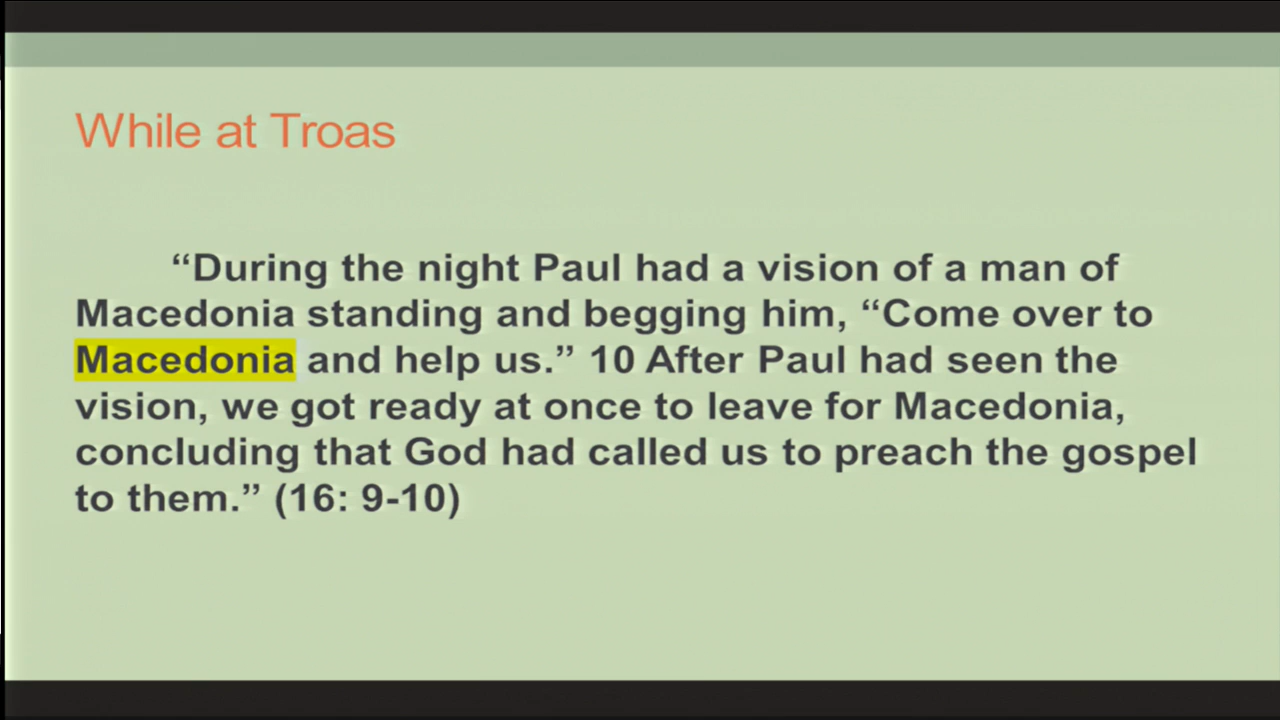 While at Troas
“During the night Paul had a vision of a man of
Macedonia standing and begging him, “Come over to
Macedonia and help us.” 10 After Paul had seen the
vision, we got ready at once to leave for Macedonia,
concluding that God had called us to preach the gospel
to them.” (16: 9-10)